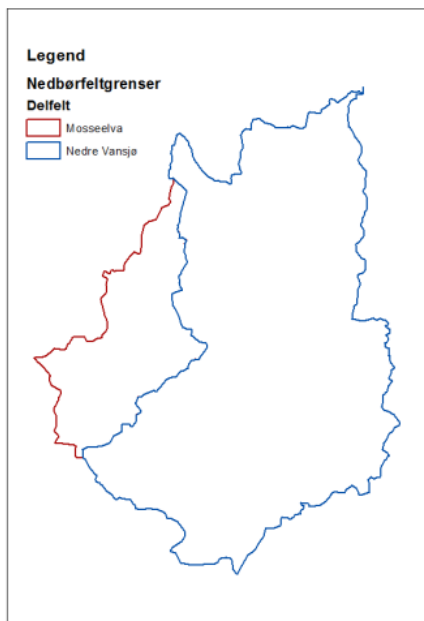 Legend
Nedbørfeltgrenser
Delfelt
Mosseelva
Nedre Vansjø